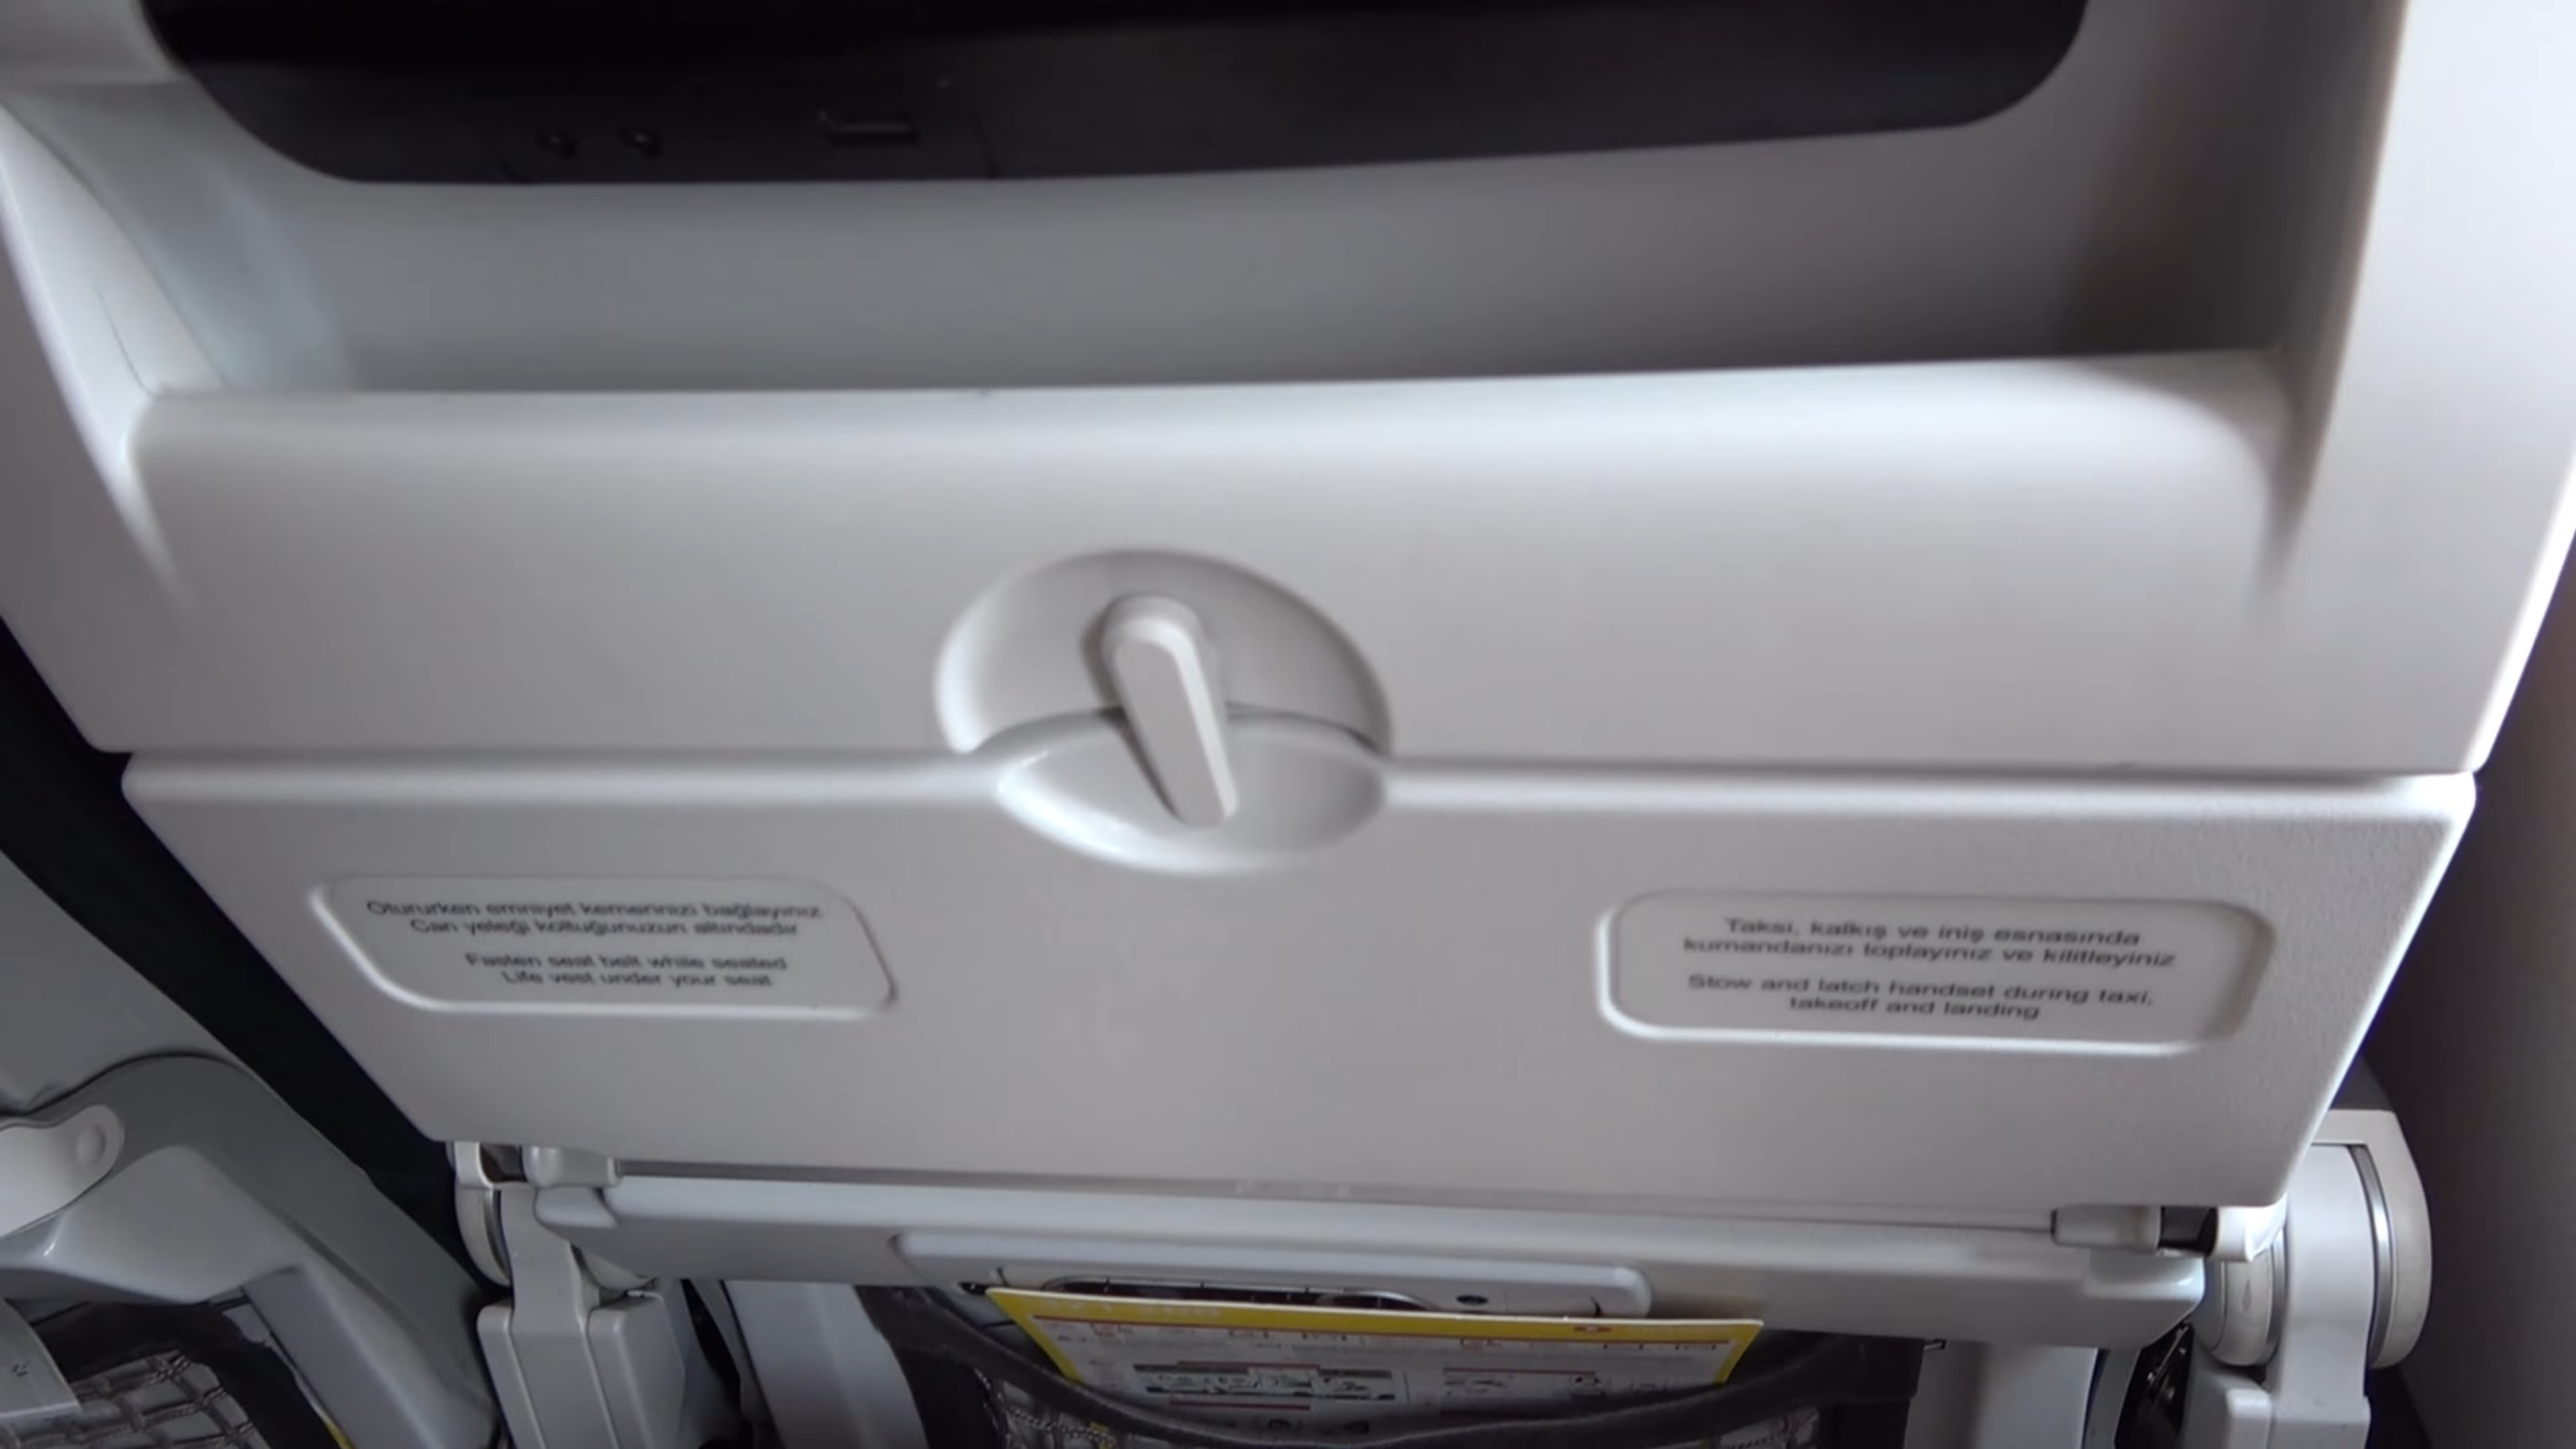 Otururken emniyet kemerinizi bağlayınız
Can yeleği koltuğunuzun altındadır
Fasten seat belt while seated
Life vest under your seat
Taksi, kalkış ve iniş esnasında
kumandanızı toplayınız ve kilitleyiniz
Stow and latch handset during taxi,
takeoff and landing